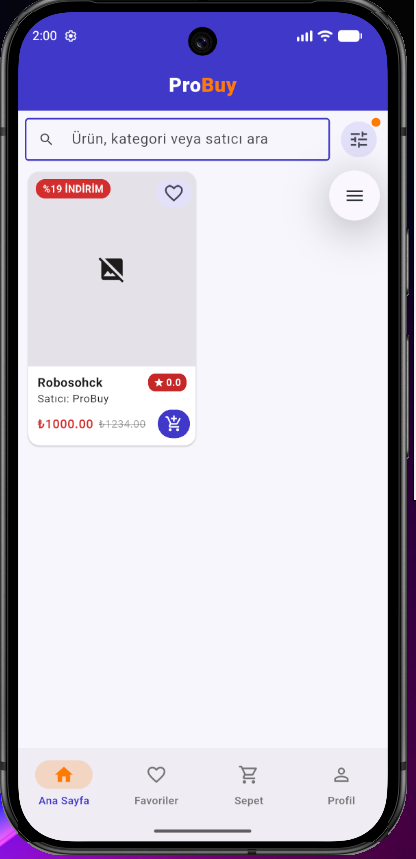 2:00
ProBuy
Ürün, kategori veya satıcı ara
%19 İNDİRİM
Robosohck
0.0
Satıcı: ProBuy
₺1000.00 ₺1234.00
Ana Sayfa
Favoriler
Sepet
Profil